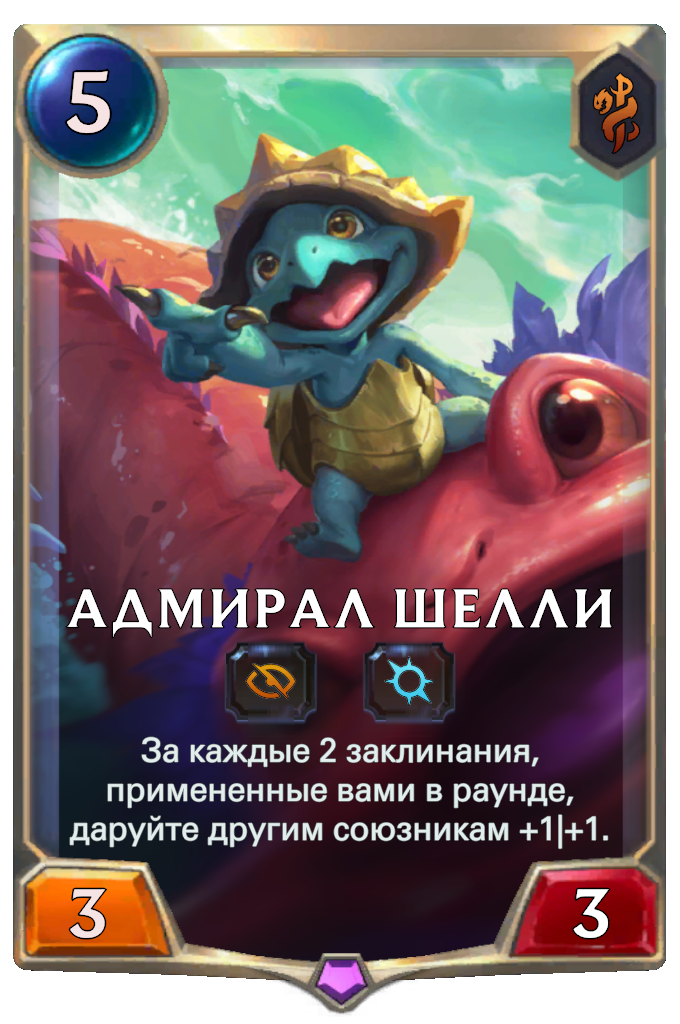 5
АДМИРАЛ ШЕЛЛИ
За каждые 2 заклинания,
примененные вами в раунде,
даруйте другим союзникам +1|+1.
3
3